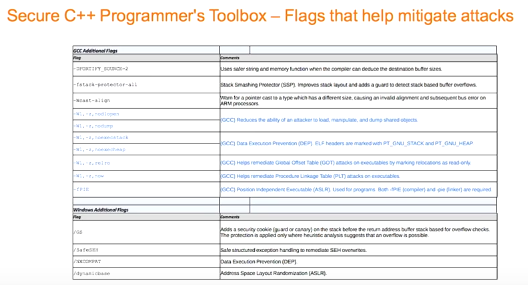 Secure C++ Programmer's Toolbox – Flags that help mitigate attacks
GCC Additional Flags
Flag Comments
-DFORTIFY_SOURCE=2 Uses safer string and memory function when the compiler can deduce the destination buffer sizes.
-fstack-protector-all Stack Smashing Protector (SSP). Improves stack layout and adds a guard to detect stack based buffer overflows.
-Wcast-align Warn for a pointer cast to a type which has a different size, causing an invalid alignment and subsequent bus error on
ARM processors.
-Wl,-z,nodlopen
(GCC) Reduces the ability of an attacker to load, manipulate, and dump shared objects.
-Wl,-z,nodump
-Wl,-z,noexecstack
(GCC) Data Execution Prevention (DEP). ELF headers are marked with PT_GNU_STACK and PT_GNU_HEAP
-Wl,-z,noexecheap
-Wl,-z,relro (GCC) Helps remediate Global Offset Table (GOT) attacks on executables by marking relocations as read only.
-Wl,-z,now (GCC) Helps remediate Procedure Linkage Table (PLT) attacks on executables.
(GCC) Position Independent Executable (ASLR). Used for programs. Both -fPIE (compiler) and -pie (linker) are required
Windows Additional Flags
Flag Comments
/GS Adds a security cookie (guard or canary) on the stack before the return address buffer stack based for overflow checks.
The protection is applied only where heuristic analysis suggests that an overflow is possible.
/SafeSEH Safe structured exception handling to remediate SEH overwrites.
/NXCOMPAT Data Execution Prevention (DEP).
/dynamicbase Address Space Layout Randomization (ASLR).